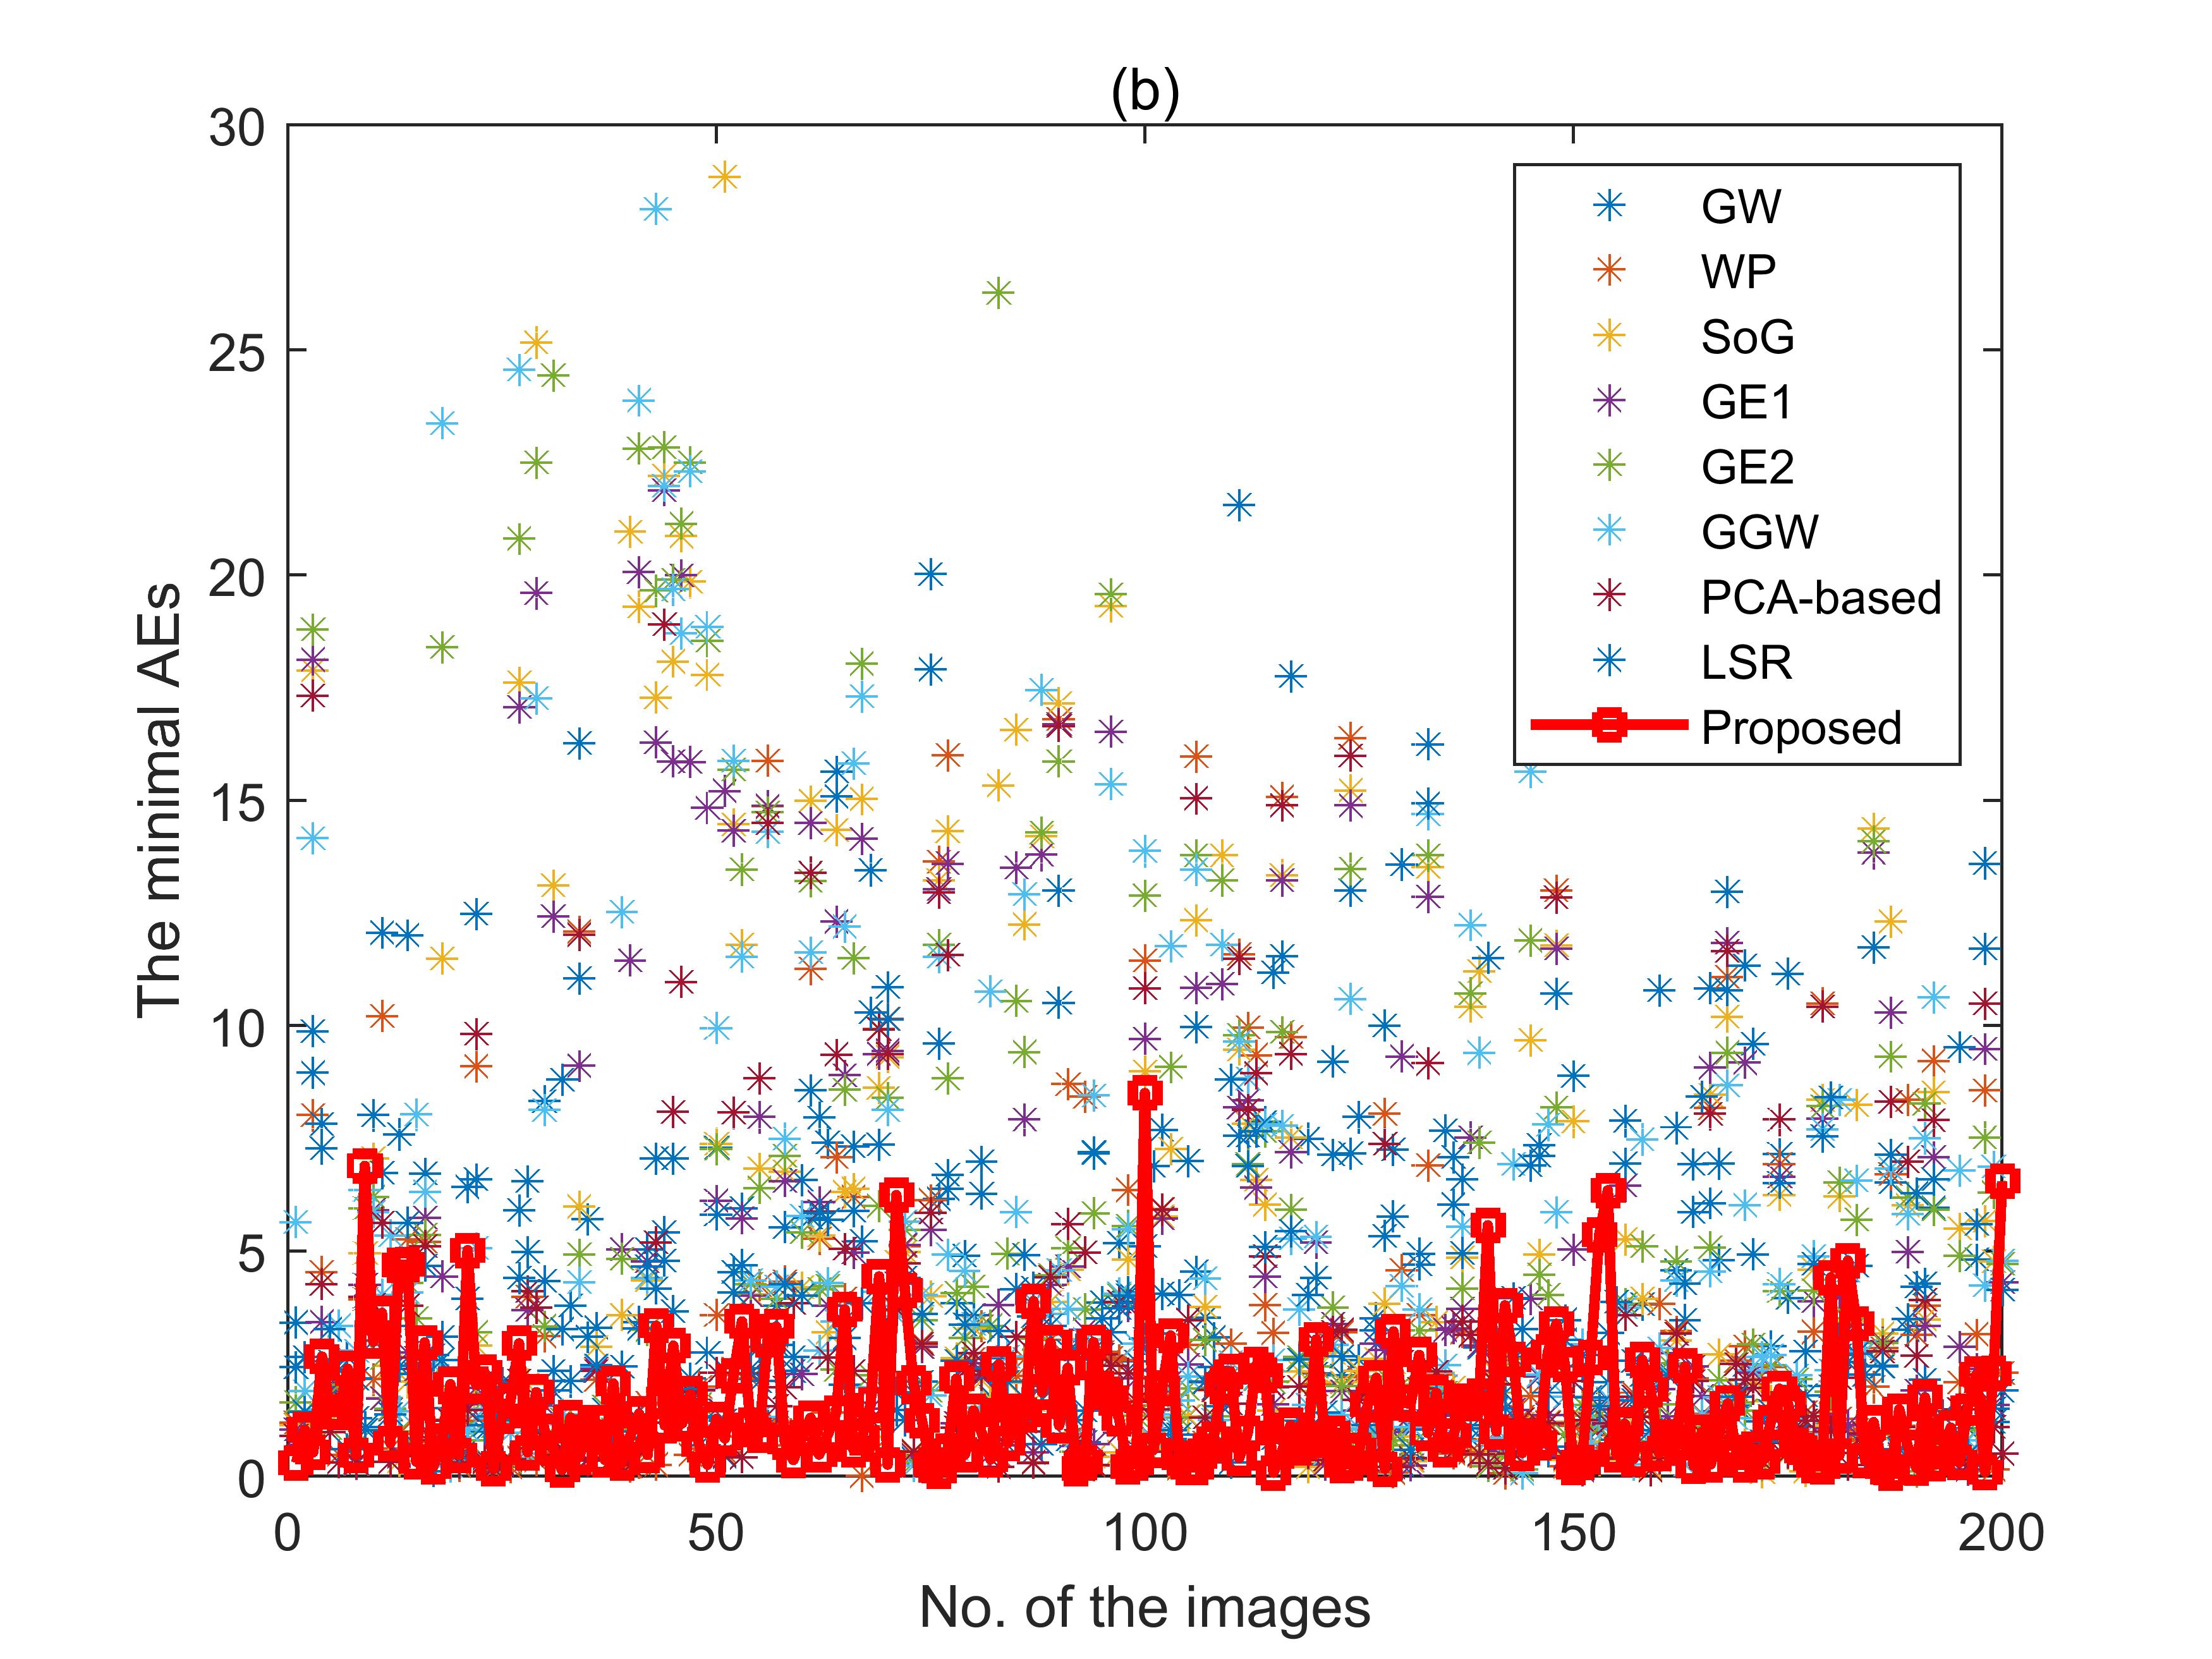 (b)
30
25
20
15
10
5
0
The minimal AEs
GW
WP
SoG
GE1
GE2
GGW
PCA-based
LSR
Proposed
0 50 100 150 200
No. of the images